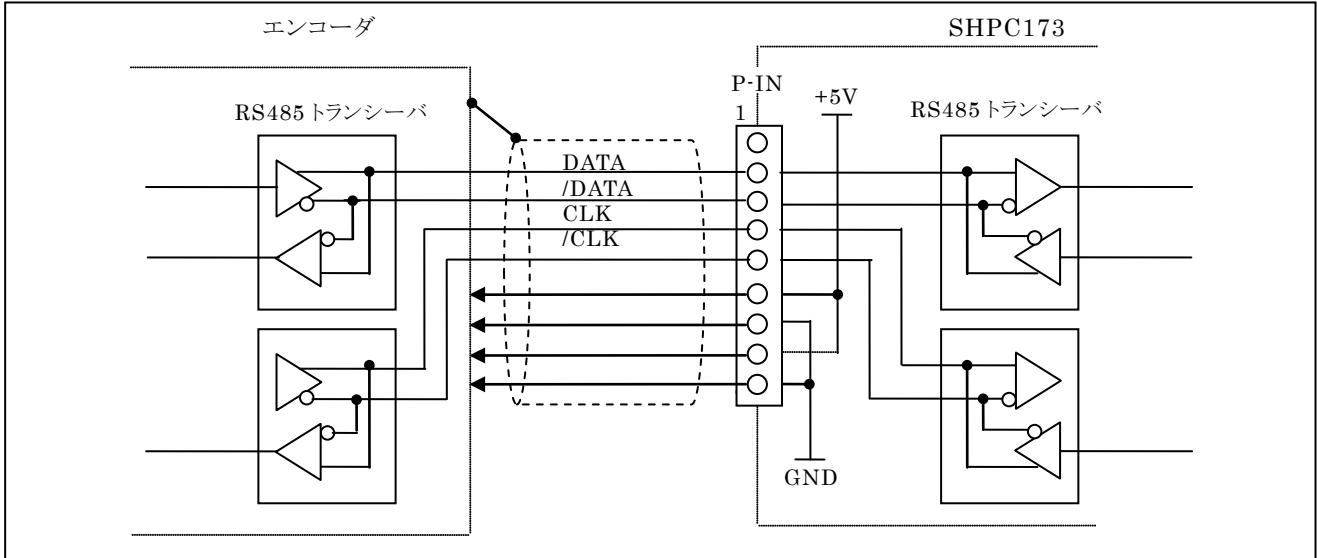 エンコーダ
SHPC173
P-IN
1
+5V
RS485トランシーバ
RS485トランシーバ
DATA
/DATA
CLK
/CLK
GND